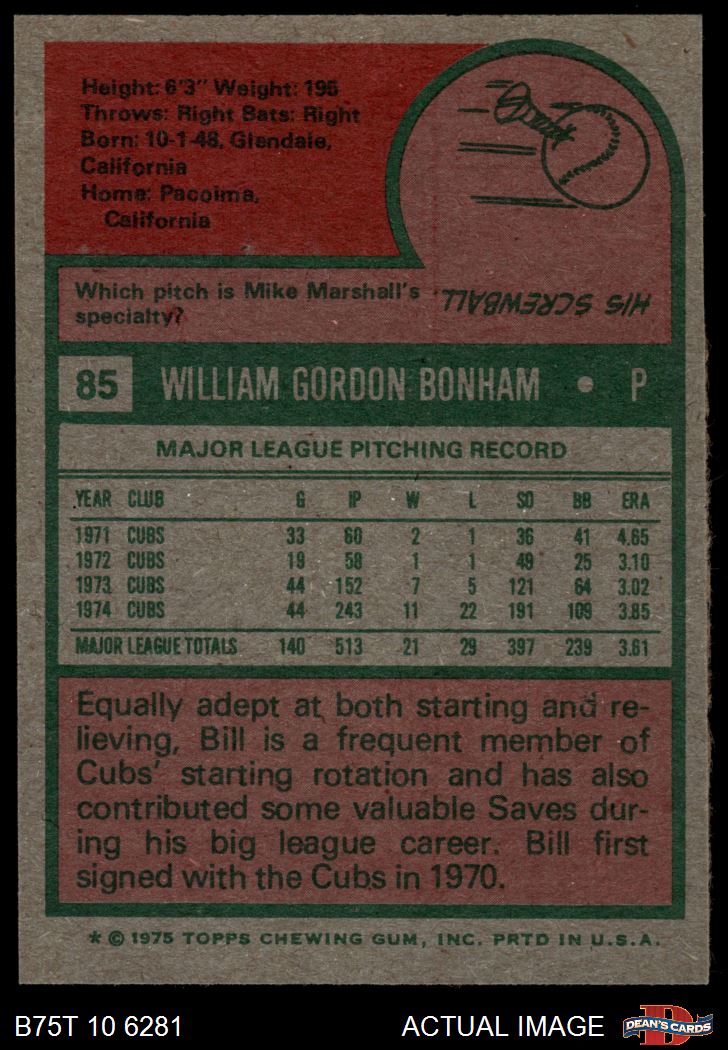 Height: 6'3" Weight: 195
Throws: Right Bats: Right
Born: 10-1-48, Glendale,
California
Home: Pacoima,
California
Which pitch is Mike Marshall's
specialty?
HIS SCREWBALL
85 WILLIAM GORDON BONHAM • P
MAJOR LEAGUE PITCHING RECORD
YEAR CLUB G IP W L SO BB ERA
1971 CUBS 33 60 2 1 36 41 4.65
1972 CUBS 19 58 1 1 49 25 3.10
1973 CUBS 44 152 7 5 121 64 3.02
1974 CUBS 44 243 11 22 191 109 3.85
MAJOR LEAGUE TOTALS 140 513 21 29 397 239 3.61
Equally adept at both starting and re-
lieving, Bill is a frequent member of
Cubs' starting rotation and has also
contributed some valuable Saves dur-
ing his big league career. Bill first
signed with the Cubs in 1970.
* © 1975 TOPPS CHEWING GUM, INC. PRTD IN U.S.A.
B75T 10 6281 ACTUAL IMAGE
D
DEAN'S CARDS